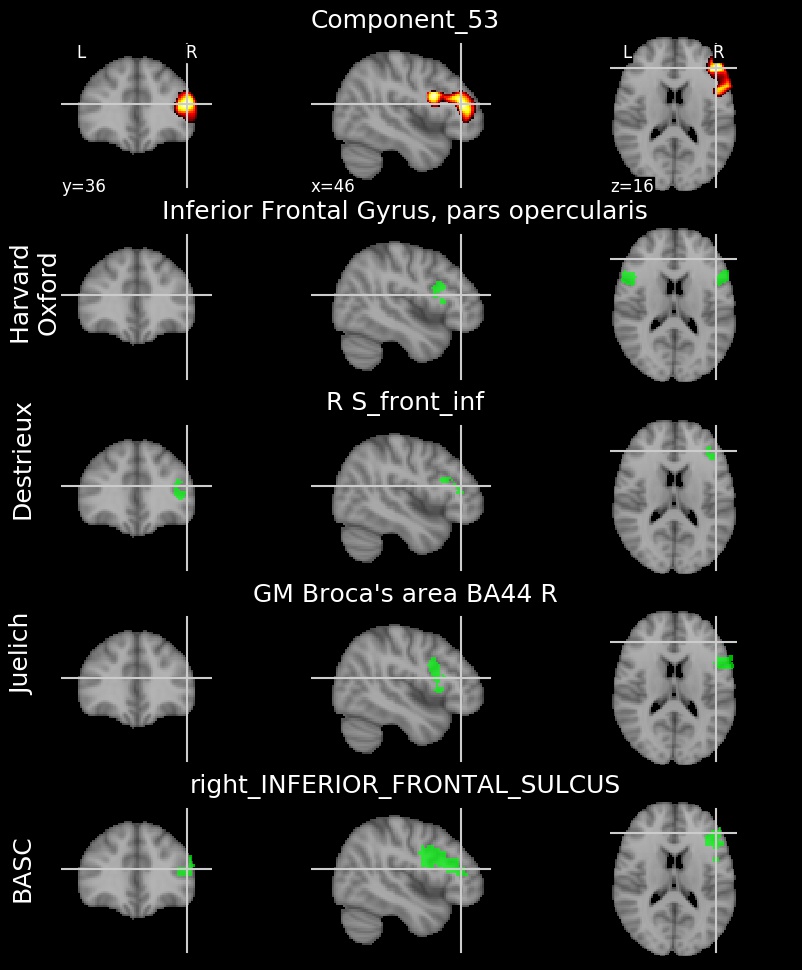 Component_53
L R
L R
y=36
x=46
z=16
Inferior Frontal Gyrus, pars opercularis
Harvard
Oxford
R S_front_inf
Destrieux
GM Broca's area BA44 R
Juelich
right_INFERIOR_FRONTAL_SULCUS
BASC